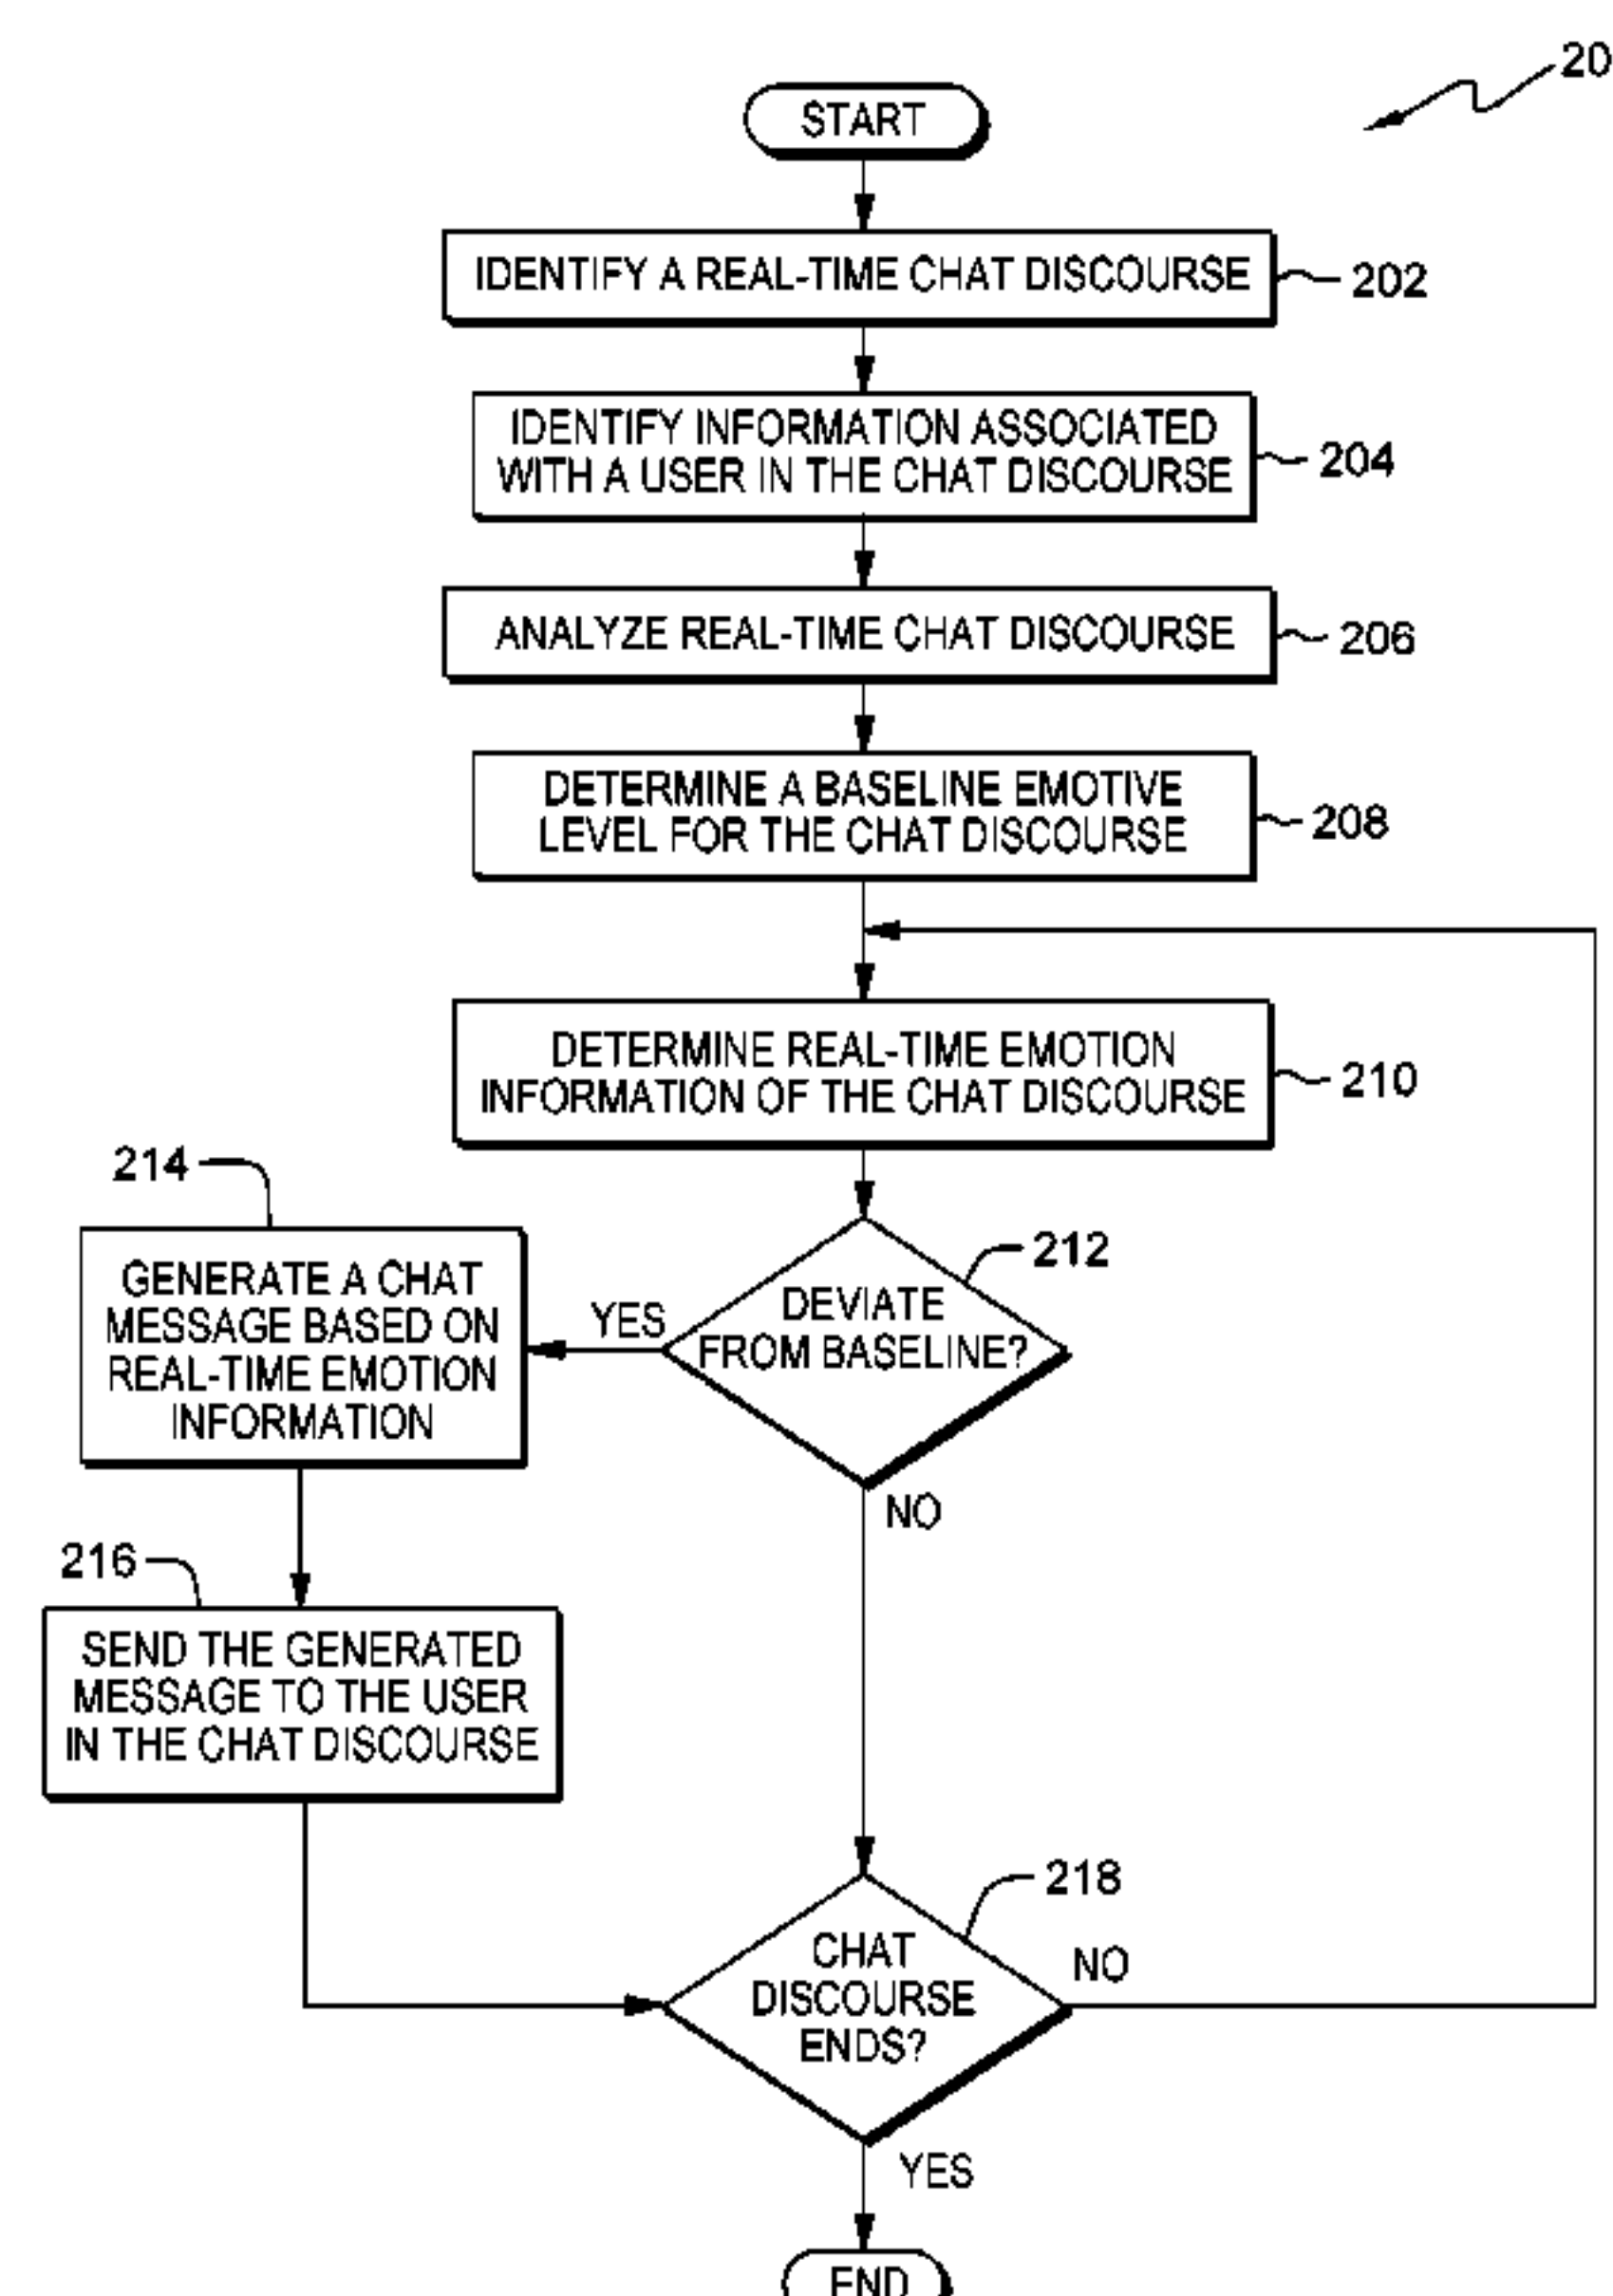 20
START
IDENTIFY A REAL-TIME CHAT DISCOURSE
202
IDENTIFY INFORMATION ASSOCIATED
WITH A USER IN THE CHAT DISCOURSE
204
ANALYZE REAL-TIME CHAT DISCOURSE
206
DETERMINE A BASELINE EMOTIVE
LEVEL FOR THE CHAT DISCOURSE
208
DETERMINE REAL-TIME EMOTION
INFORMATION OF THE CHAT DISCOURSE
210
214
GENERATE A CHAT
MESSAGE BASED ON
REAL-TIME EMOTION
INFORMATION
YES
212
DEVIATE
FROM BASELINE?
NO
216
SEND THE GENERATED
MESSAGE TO THE USER
IN THE CHAT DISCOURSE
218
CHAT
DISCOURSE
ENDS?
NO
YES
END